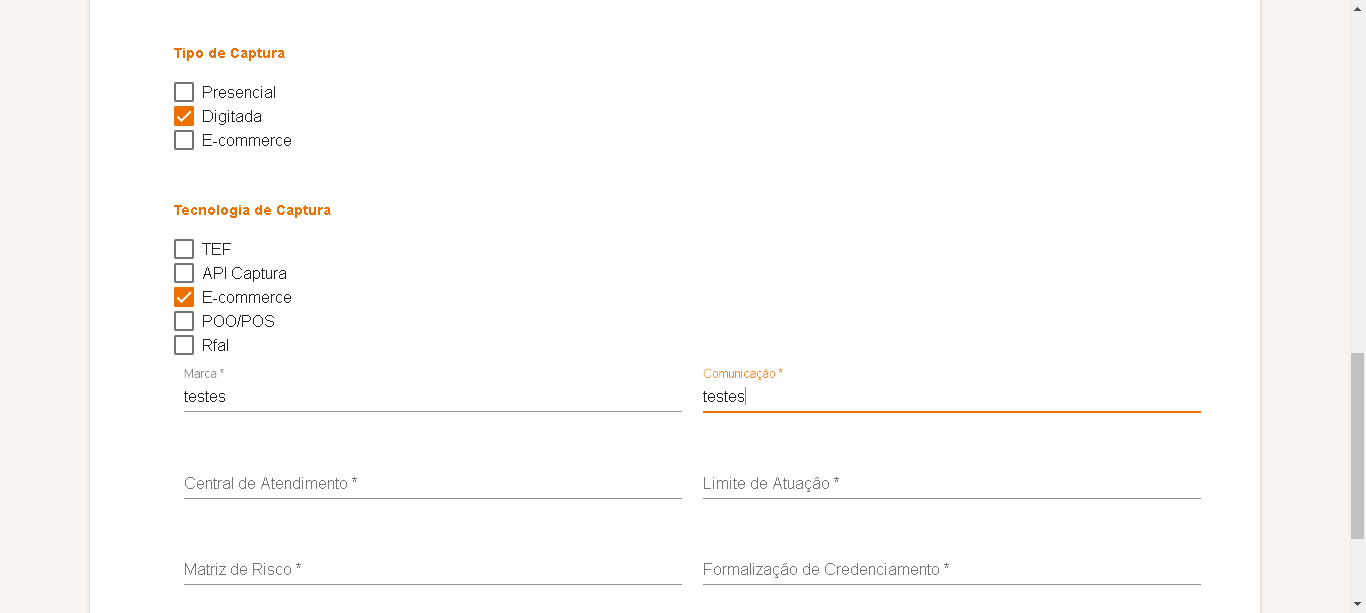 Tipo de Captura
Presencial
Digitada
E-commerce
Tecnologia de Captura
TEF
API Captura
E-commerce
POO/POS
Rfal
Marca * Comunicação *
testes testes
Central de Atendimento * Limite de Atuação *
Matriz de Risco * Formalização de Credenciamento *